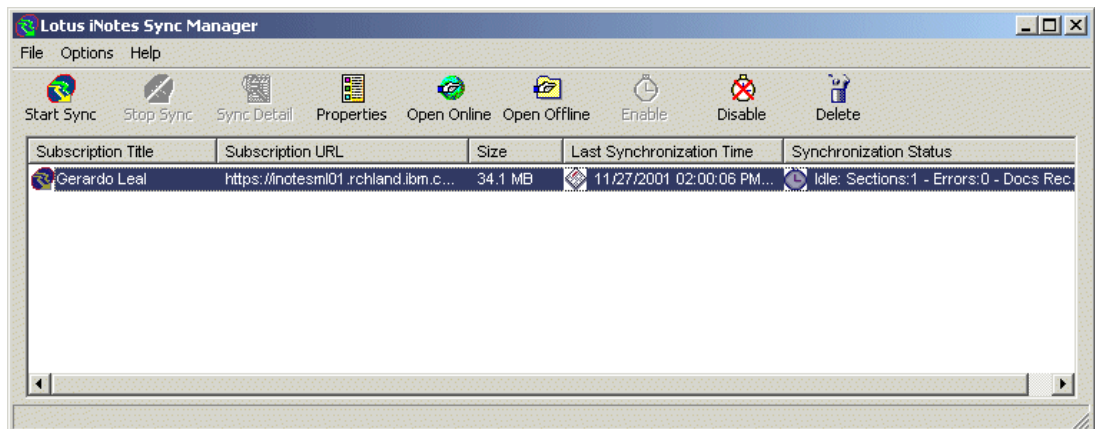 Lotus iNotes Sync Manager
File Options Help
Start Sync Stop Sync Sync Detail Properties Open Online Open Offline Enable Disable Delete
Subscription Title Subscription URL Size Last Synchronization Time Synchronization Status
Gerardo Leal https://inotesml01.rchland.ibm.c... 34.1 MB 11/27/2001 02:00:06 PM... Idle: Sections:1 - Errors:0 - Docs Rec.